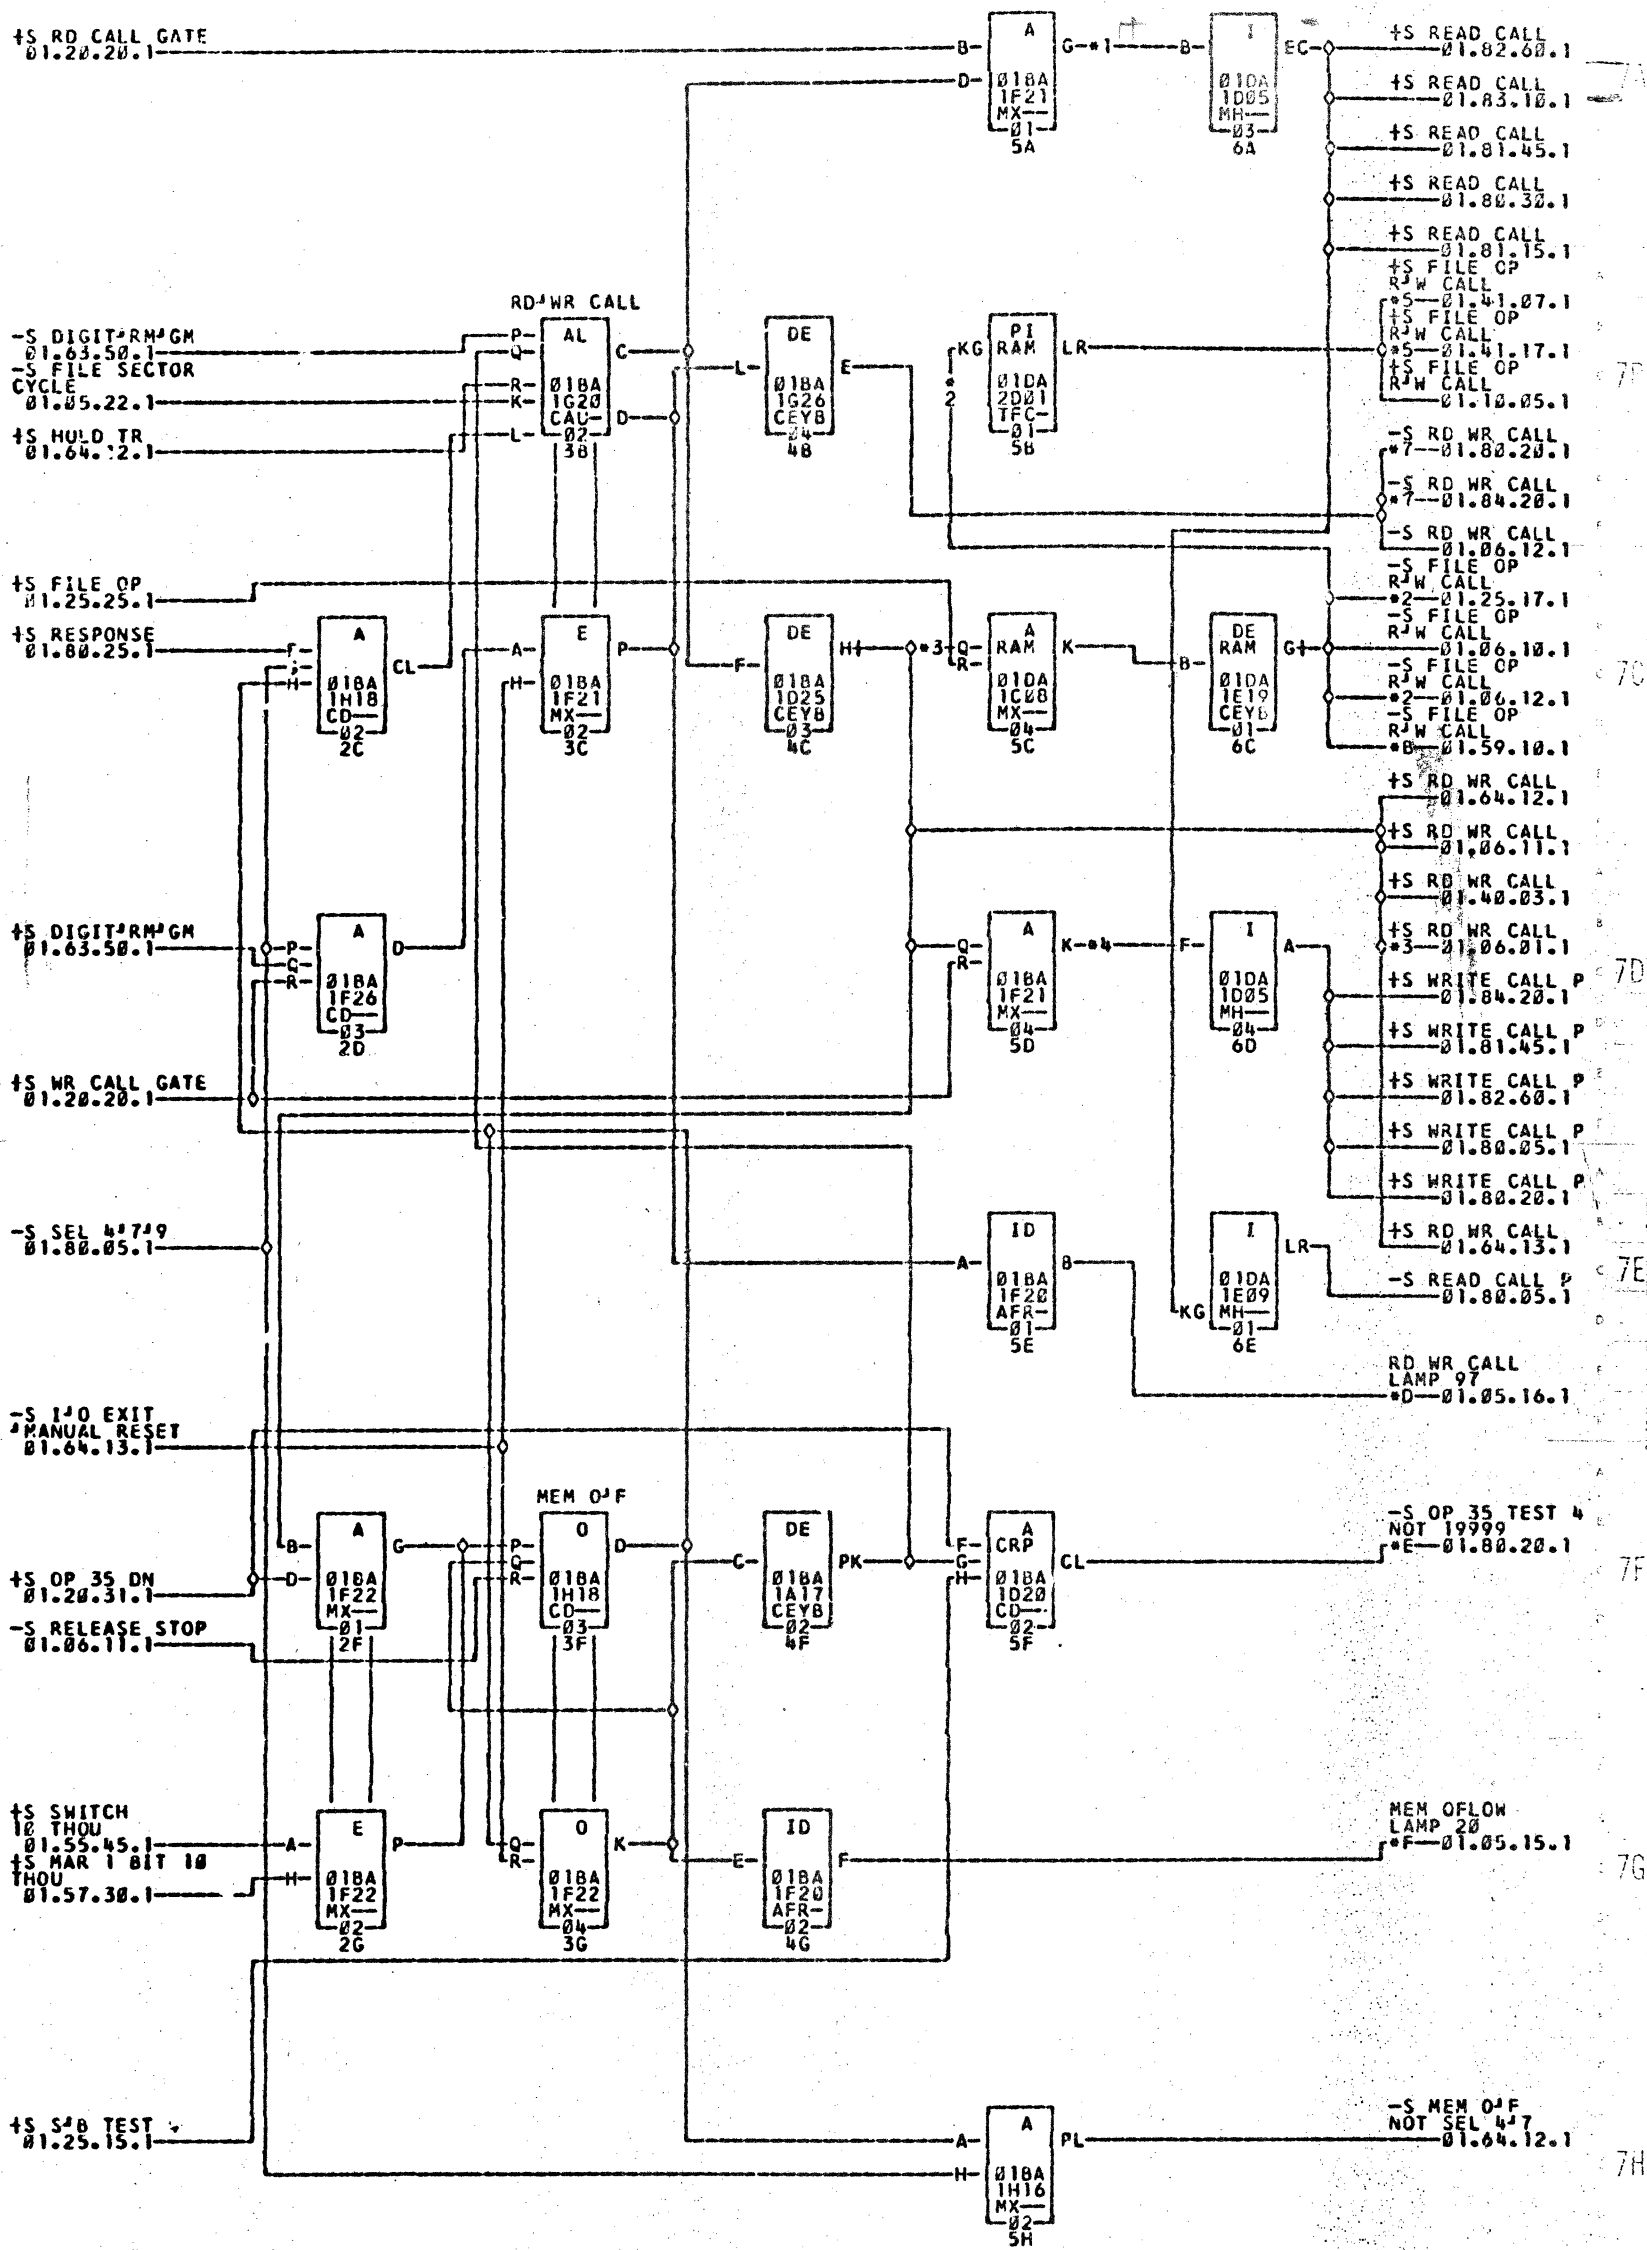 +S RD CALL GATE
01.20.20.1
B-
D-
A
01BA
1F21
MX--
01
5A
G-*1
B-
I
01DA
1D05
MH--
03
6A
EC
+S READ CALL
01.82.60.1
+S READ CALL
01.83.10.1
+S READ CALL
01.81.45.1
+S READ CALL
01.80.30.1
+S READ CALL
01.81.15.1
+S FILE OP
R'W CALL
*5-01.41.07.1
+S FILE OP
R'W CALL
*5-01.41.17.1
+S FILE OP
R'W CALL
01.10.05.1
7A
7B
-S DIGIT'RM'GM
01.63.50.1
-S FILE SECTOR
CYCLE
01.05.22.1
+S HOLD TR
RD'WR CALL
P-
Q-
R-
K-
L-
AL
01BA
1G20
CAU-
02
3B
C
D
L-
DE
01BA
1G26
CEYB
04
4B
E
KG
*2
PI
RAM
01DA
2D01
TFC-
01
5B
LR
-S RD WR CALL
*7-01.80.20.1
-S RD WR CALL
*7-01.84.20.1
-S RD WR CALL
01.06.12.1
-S FILE OP
R'W CALL
*2-01.25.17.1
-S FILE OP
R'W CALL
01.06.10.1
-S FILE OP
R'W CALL
*2-01.06.12.1
-S FILE OP
R'W CALL
*B-01.59.10.1
7C
+S FILE OP
01.25.25.1
+S RESPONSE
01.80.25.1
H-
A
01BA
1H18
CD--
02
2C
CL
A-
H-
E
01BA
1F21
MX--
02
3C
P
F-
DE
01BA
1D25
CEYB
03
4C
H+
*3-Q-
R-
A
RAM
01DA
1C08
MX--
04
5C
K
B-
DE
RAM
01DA
1E19
CEYB
01
6C
G+
+S RD WR CALL
01.64.12.1
+S RD WR CALL
01.06.11.1
+S RD WR CALL
01.40.03.1
+S RD WR CALL
*3-01.06.01.1
+S WRITE CALL P
01.84.20.1
+S WRITE CALL P
01.81.45.1
+S WRITE CALL P
01.82.60.1
+S WRITE CALL P
01.80.05.1
+S WRITE CALL P
01.80.20.1
7D
+S DIGIT'RM'GM
01.63.50.1
P-
Q-
R-
A
01BA
1F26
CD--
03
2D
D
Q-
R-
A
01BA
1F21
MX--
04
5D
K-*4
F-
I
01DA
1D05
MH--
04
6D
A
+S WR CALL GATE
01.20.20.1
-S SEL 4'7'9
01.80.05.1
A-
ID
01BA
1F20
AFR-
01
5E
B
KG
I
01DA
1E09
MH--
01
6E
LR
+S RD WR CALL
01.64.13.1
-S READ CALL P
01.80.05.1
7E
RD WR CALL
LAMP 97
*D-01.05.16.1
-S I'O EXIT
'MANUAL RESET
01.64.13.1
+S OP 35 DN
01.20.31.1
-S RELEASE STOP
01.06.11.1
B-
D-
A
01BA
1F22
MX--
01
2F
G
MEM O'F
P-
Q-
R-
O
01BA
1H18
CD--
03
3F
D
C-
DE
01BA
1A17
CEYB
02
4F
PK
F-
G-
H-
A
CRP
01BA
1D20
CD--
02
5F
CL
-S OP 35 TEST 4
NOT 19999
*E-01.80.20.1
7F
+S SWITCH
10 THOU
01.55.45.1
+S MAR 1 BIT 10
THOU
01.57.30.1
A-
H-
E
01BA
1F22
MX--
02
2G
P
Q-
R-
O
01BA
1F22
MX--
04
3G
K
E-
ID
01BA
1F20
AFR-
02
4G
F
MEM OFLOW
LAMP 20
*F-01.05.15.1
7G
+S S'B TEST
01.25.15.1
A-
H-
A
01BA
1H16
MX--
02
5H
PL
-S MEM O'F
NOT SEL 4'7
01.64.12.1
7H